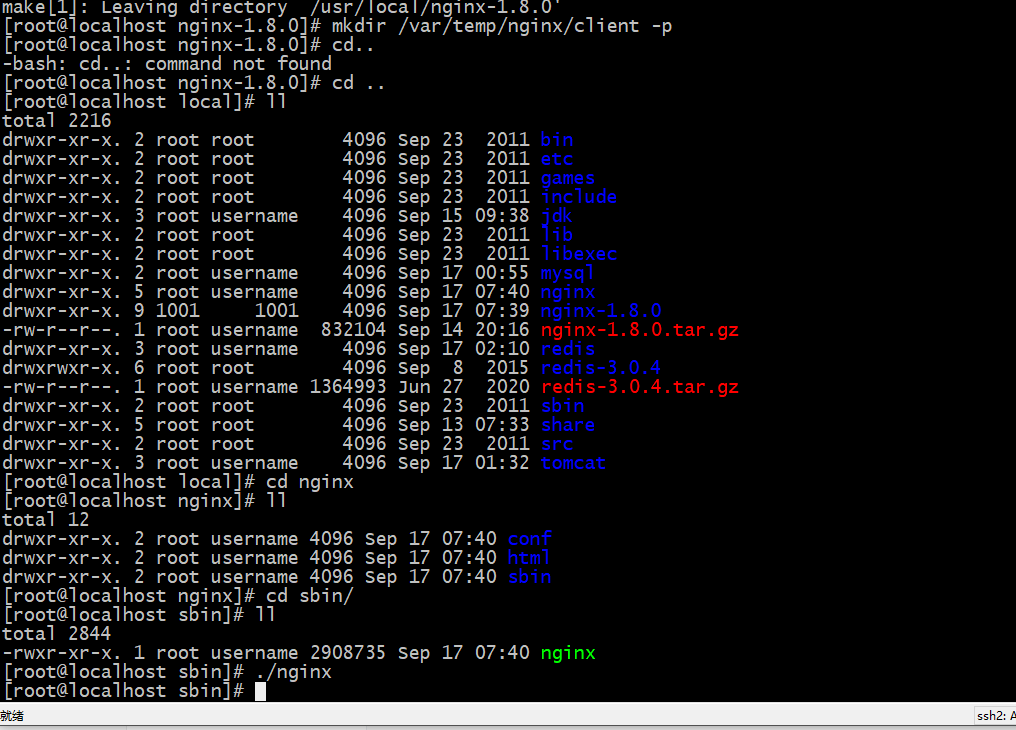 make[1]: Leaving directory `/usr/local/nginx-1.8.0'
[root@localhost nginx-1.8.0]# mkdir /var/temp/nginx/client -p
[root@localhost nginx-1.8.0]# cd..
-bash: cd..: command not found
[root@localhost nginx-1.8.0]# cd ..
[root@localhost local]# ll
total 2216
drwxr-xr-x. 2 root root        4096 Sep 23  2011 bin
drwxr-xr-x. 2 root root        4096 Sep 23  2011 etc
drwxr-xr-x. 2 root root        4096 Sep 23  2011 games
drwxr-xr-x. 2 root root        4096 Sep 23  2011 include
drwxr-xr-x. 3 root username    4096 Sep 15 09:38 jdk
drwxr-xr-x. 2 root root        4096 Sep 23  2011 lib
drwxr-xr-x. 2 root root        4096 Sep 23  2011 libexec
drwxr-xr-x. 2 root username    4096 Sep 17 00:55 mysql
drwxr-xr-x. 5 root username    4096 Sep 17 07:40 nginx
drwxr-xr-x. 9 1001     1001    4096 Sep 17 07:39 nginx-1.8.0
-rw-r--r--. 1 root username  832104 Sep 14 20:16 nginx-1.8.0.tar.gz
drwxr-xr-x. 3 root username    4096 Sep 17 02:10 redis
drwxrwxr-x. 6 root root        4096 Sep  8  2015 redis-3.0.4
-rw-r--r--. 1 root username 1364993 Jun 27  2020 redis-3.0.4.tar.gz
drwxr-xr-x. 2 root root        4096 Sep 23  2011 sbin
drwxr-xr-x. 5 root root        4096 Sep 13 07:33 share
drwxr-xr-x. 2 root root        4096 Sep 23  2011 src
drwxr-xr-x. 3 root username    4096 Sep 17 01:32 tomcat
[root@localhost local]# cd nginx
[root@localhost nginx]# ll
total 12
drwxr-xr-x. 2 root username 4096 Sep 17 07:40 conf
drwxr-xr-x. 2 root username 4096 Sep 17 07:40 html
drwxr-xr-x. 2 root username 4096 Sep 17 07:40 sbin
[root@localhost nginx]# cd sbin/
[root@localhost sbin]# ll
total 2844
-rwxr-xr-x. 1 root username 2908735 Sep 17 07:40 nginx
[root@localhost sbin]# ./nginx
[root@localhost sbin]#
就绪 ssh2: A